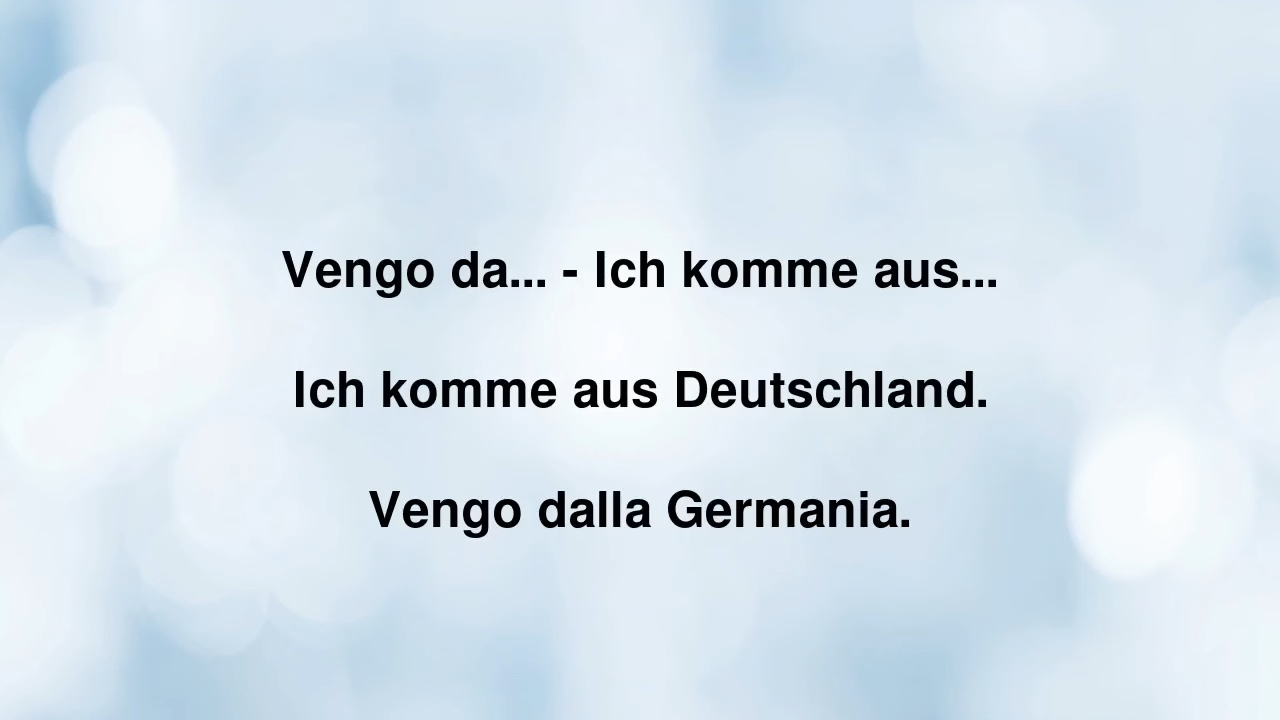 Vengo da... - Ich komme aus...
Ich komme aus Deutschland.
Vengo dalla Germania.